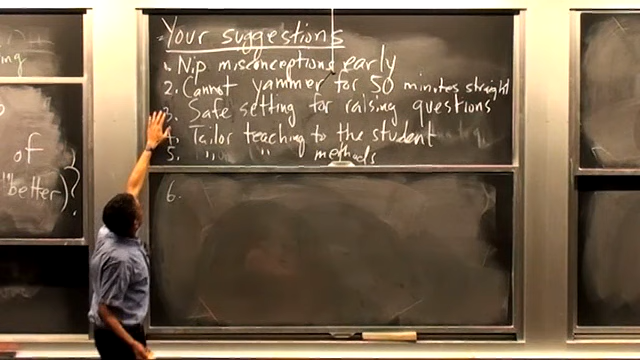 ing
of
better)?
Your suggestions
1. Nip misconceptions early
2. Cannot yammer for 50 minutes straight
3. Safe setting for raising questions
4. Tailor teaching to the student
5. " " methods
6.